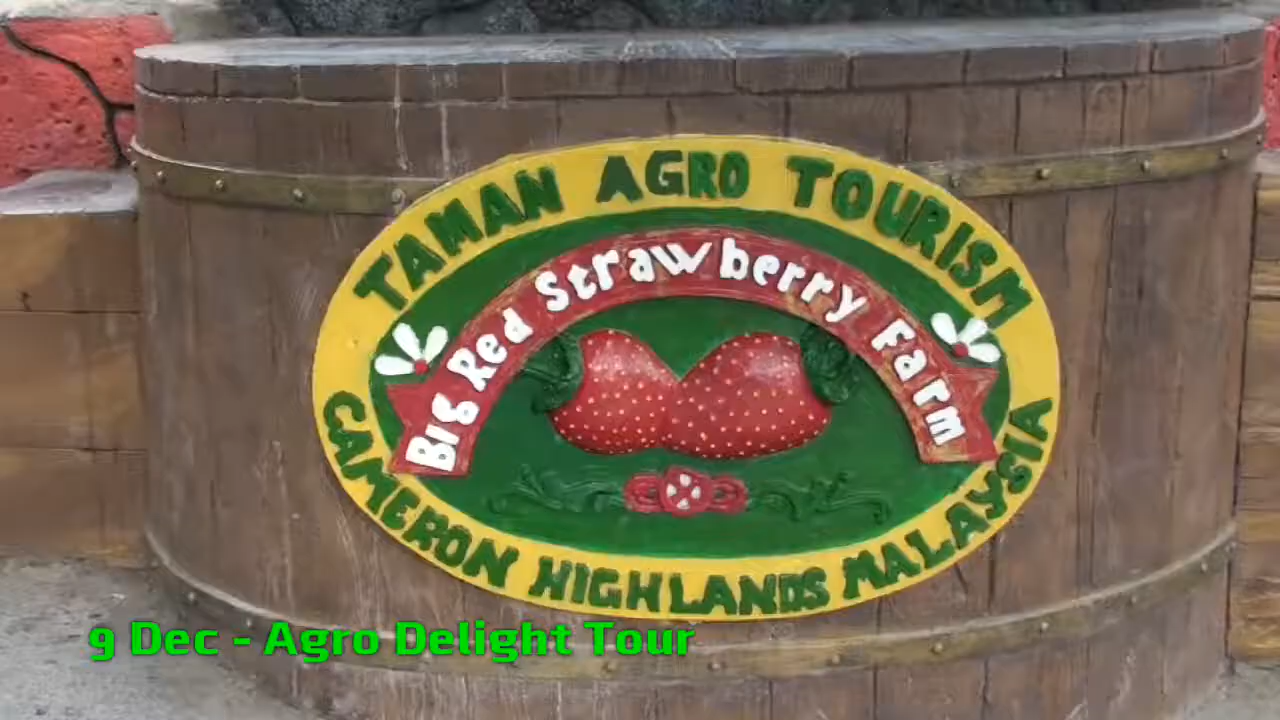 TAMAN AGRO TOURISM
Big Red Strawberry Farm
CAMERON HIGHLANDS MALAYSIA
9 Dec - Agro Delight Tour